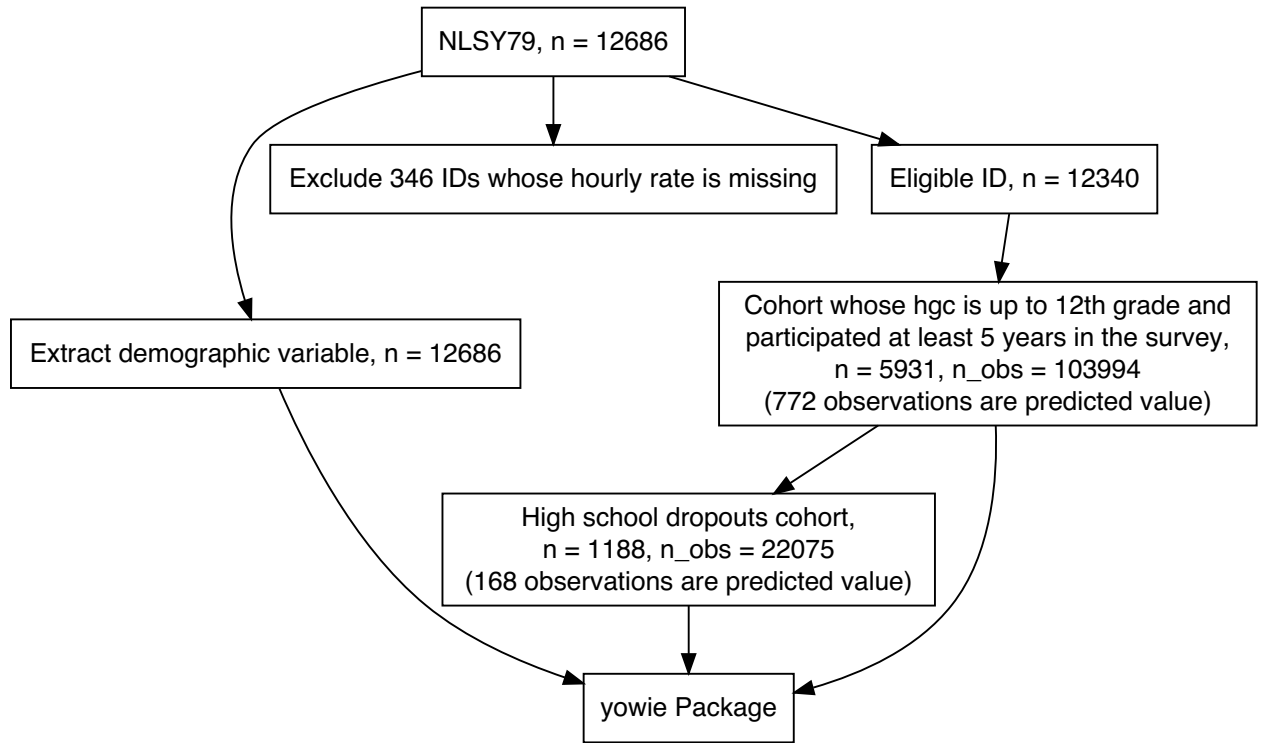 NLSY79, n = 12686
Exclude 346 IDs whose hourly rate is missing
Eligible ID, n = 12340
Extract demographic variable, n = 12686
Cohort whose hgc is up to 12th grade and
participated at least 5 years in the survey,
n = 5931, n_obs = 103994
(772 observations are predicted value)
High school dropouts cohort,
n = 1188, n_obs = 22075
(168 observations are predicted value)
yowie Package